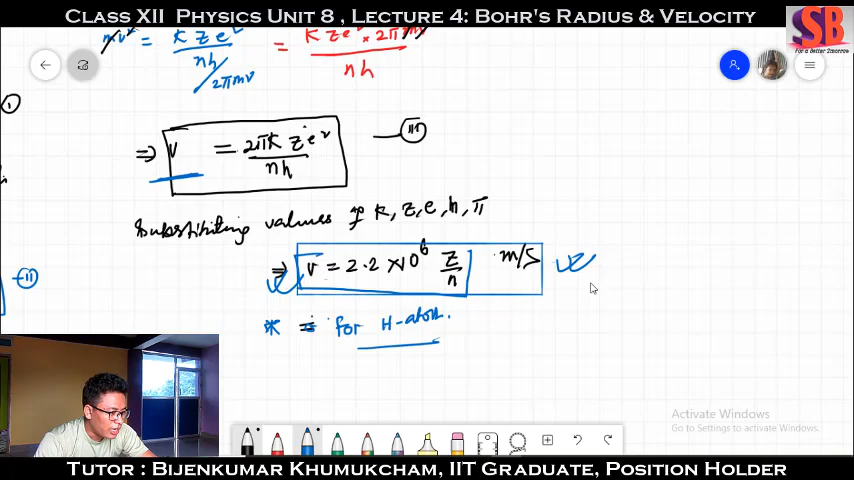 CLASS XII PHYSICS UNIT 8 , LECTURE 4: BOHR'S RADIUS & VELOCITY
SB
For a better 2morrow
mv² = KZe² / (nh/2πmv) = KZe² × 2πmv / nh
I
⇒ v = 2πKZe² / nh — III
Substituting values of K, Z, e, h, π
⇒ v = 2.2 × 10⁶ Z/n m/s
II
* ⇒ for H-atom.
Activate Windows
Go to Settings to activate Windows.
TUTOR : BIJENKUMAR KHUMUKCHAM, IIT GRADUATE, POSITION HOLDER